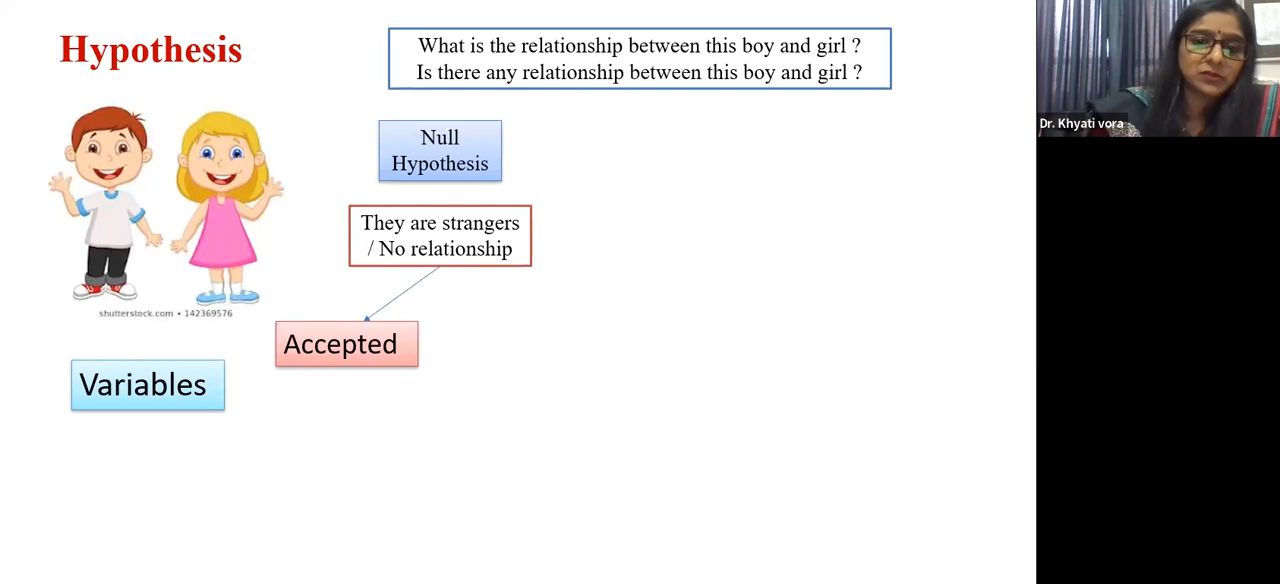 Hypothesis
What is the relationship between this boy and girl ?
Is there any relationship between this boy and girl ?
Null
Hypothesis
They are strangers
/ No relationship
shutterstock.com • 142369576
Accepted
Variables
Dr. Khyati vora